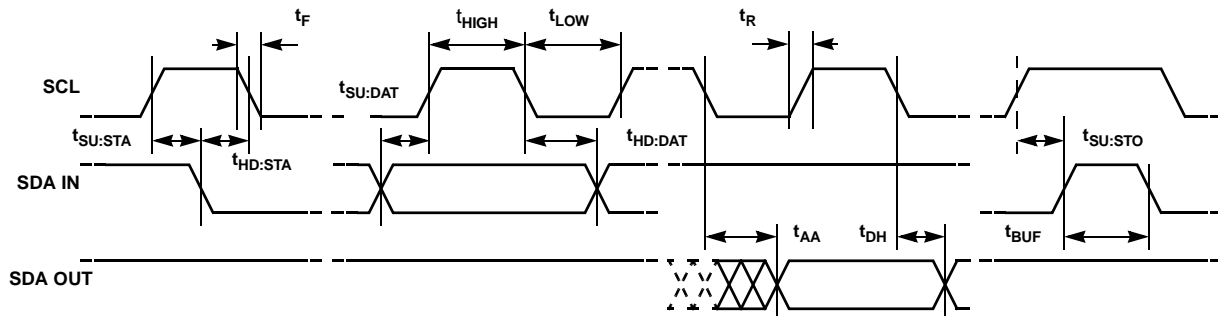 tF
tHIGH
tLOW
tR
SCL
tSU:DAT
tSU:STA
tHD:STA
tHD:DAT
tSU:STO
SDA IN
tAA
tDH
tBUF
SDA OUT